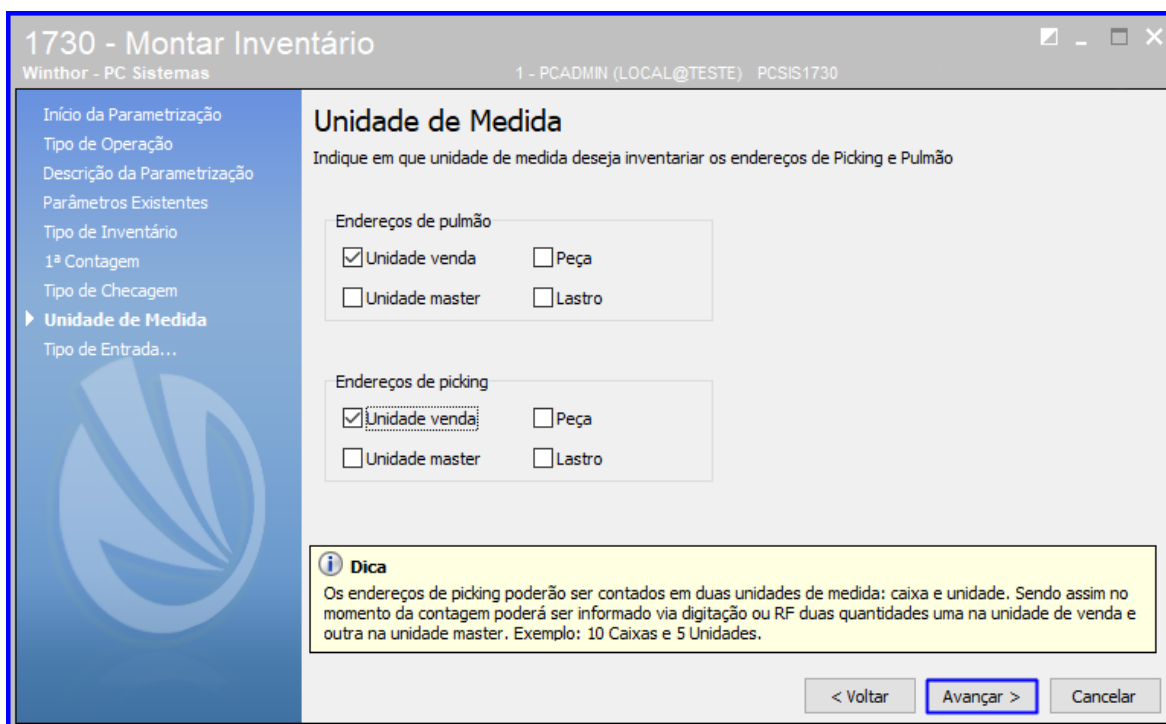 1730 - Montar Inventário
Winthor - PC Sistemas
1 - PCADMIN (LOCAL@TESTE) PCSIS1730
Início da Parametrização
Tipo de Operação
Descrição da Parametrização
Parâmetros Existentes
Tipo de Inventário
1ª Contagem
Tipo de Checagem
Unidade de Medida
Tipo de Entrada...
Unidade de Medida
Indique em que unidade de medida deseja inventariar os endereços de Picking e Pulmão
Endereços de pulmão
Unidade venda
Peça
Unidade master
Lastro
Endereços de picking
Unidade venda
Peça
Unidade master
Lastro
Dica
Os endereços de picking poderão ser contados em duas unidades de medida: caixa e unidade. Sendo assim no
momento da contagem poderá ser informado via digitação ou RF duas quantidades uma na unidade de venda e
outra na unidade master. Exemplo: 10 Caixas e 5 Unidades.
< Voltar
Avançar >
Cancelar